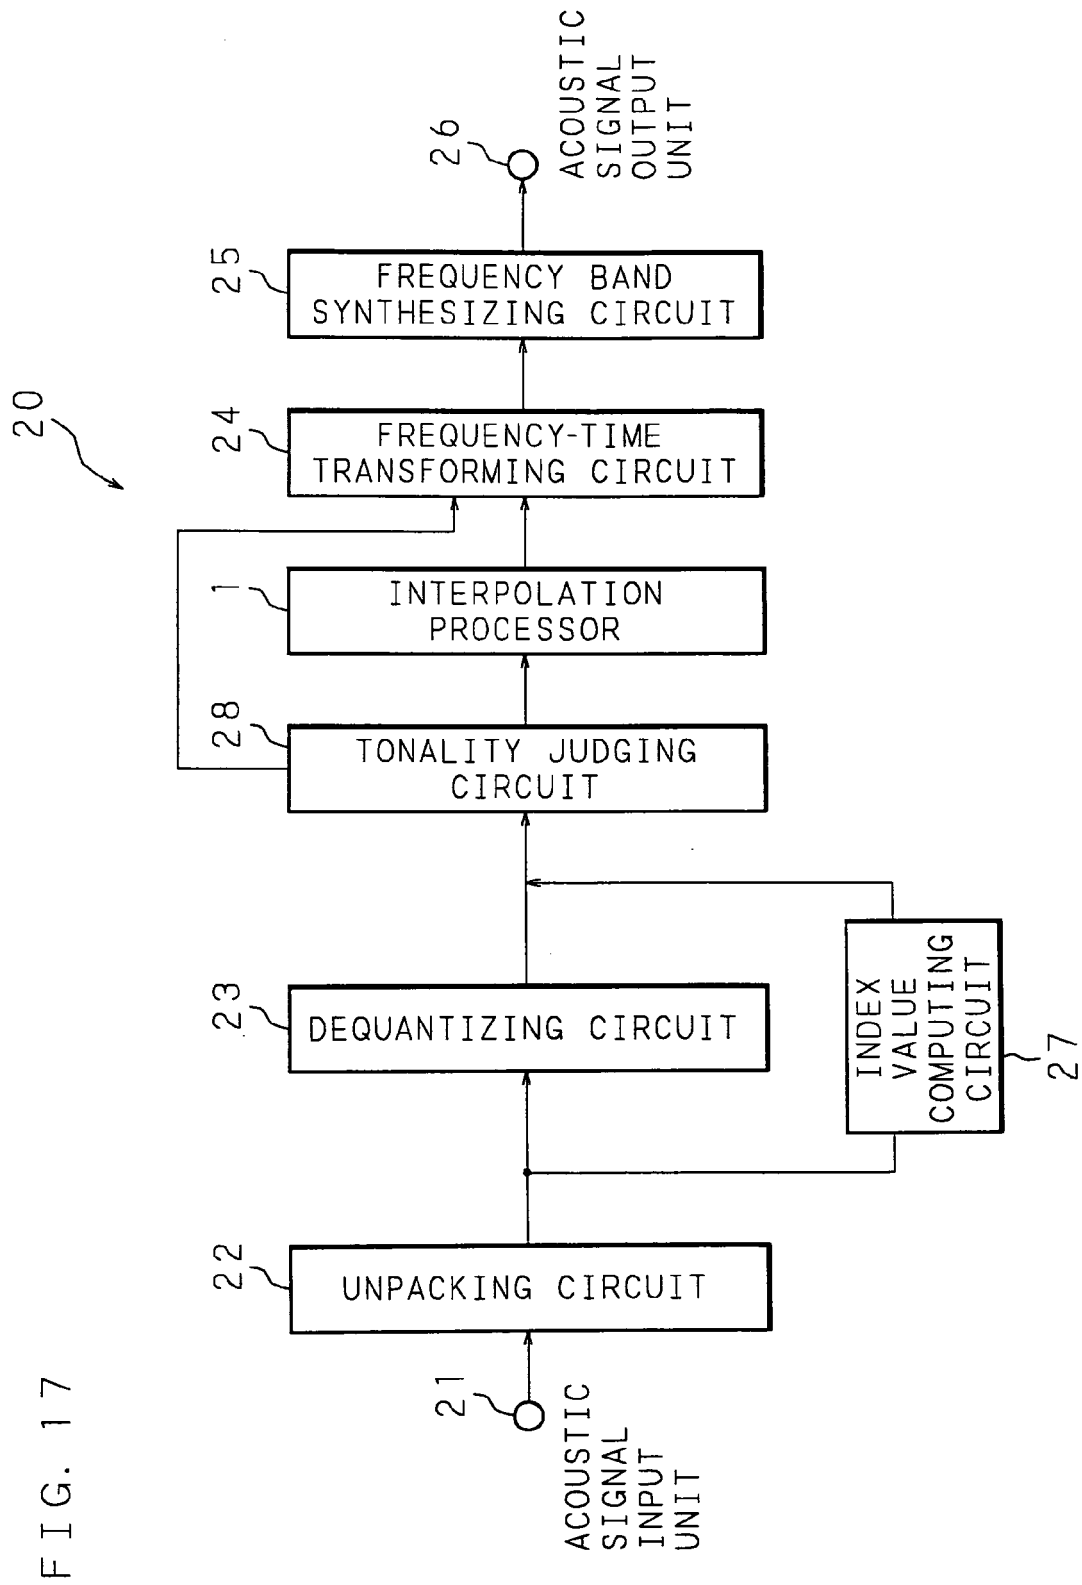 FIG. 17
20
21
ACOUSTIC
SIGNAL
INPUT
UNIT
22
UNPACKING CIRCUIT
23
DEQUANTIZING CIRCUIT
INDEX
VALUE
COMPUTING
CIRCUIT
27
28
TONALITY JUDGING
CIRCUIT
1
INTERPOLATION
PROCESSOR
24
FREQUENCY-TIME
TRANSFORMING CIRCUIT
25
FREQUENCY BAND
SYNTHESIZING CIRCUIT
26
ACOUSTIC
SIGNAL
OUTPUT
UNIT